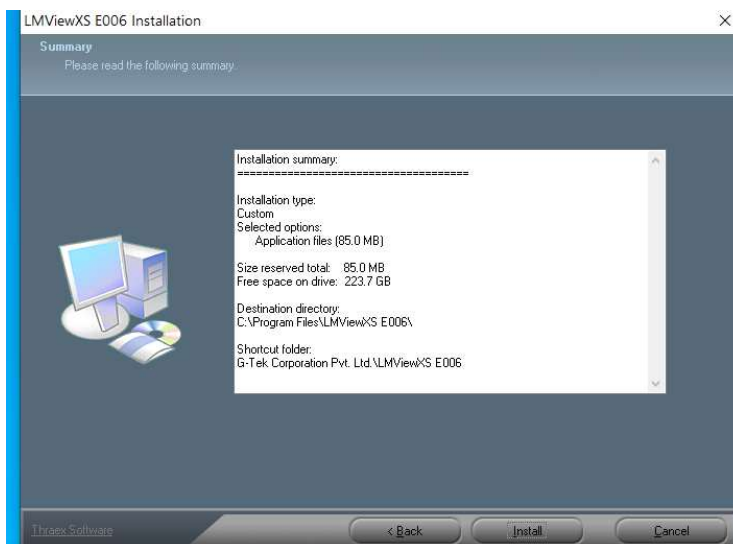 LMViewXS E006 Installation
Summary
Please read the following summary.
Installation summary:
=====================================
Installation type:
Custom
Selected options:
Application files (85.0 MB)
Size reserved total: 85.0 MB
Free space on drive: 223.7 GB
Destination directory:
C:\Program Files\LMViewXS E006\
Shortcut folder:
G-Tek Corporation Pvt. Ltd.\LMViewXS E006
Thraex Software
< Back
Install
Cancel